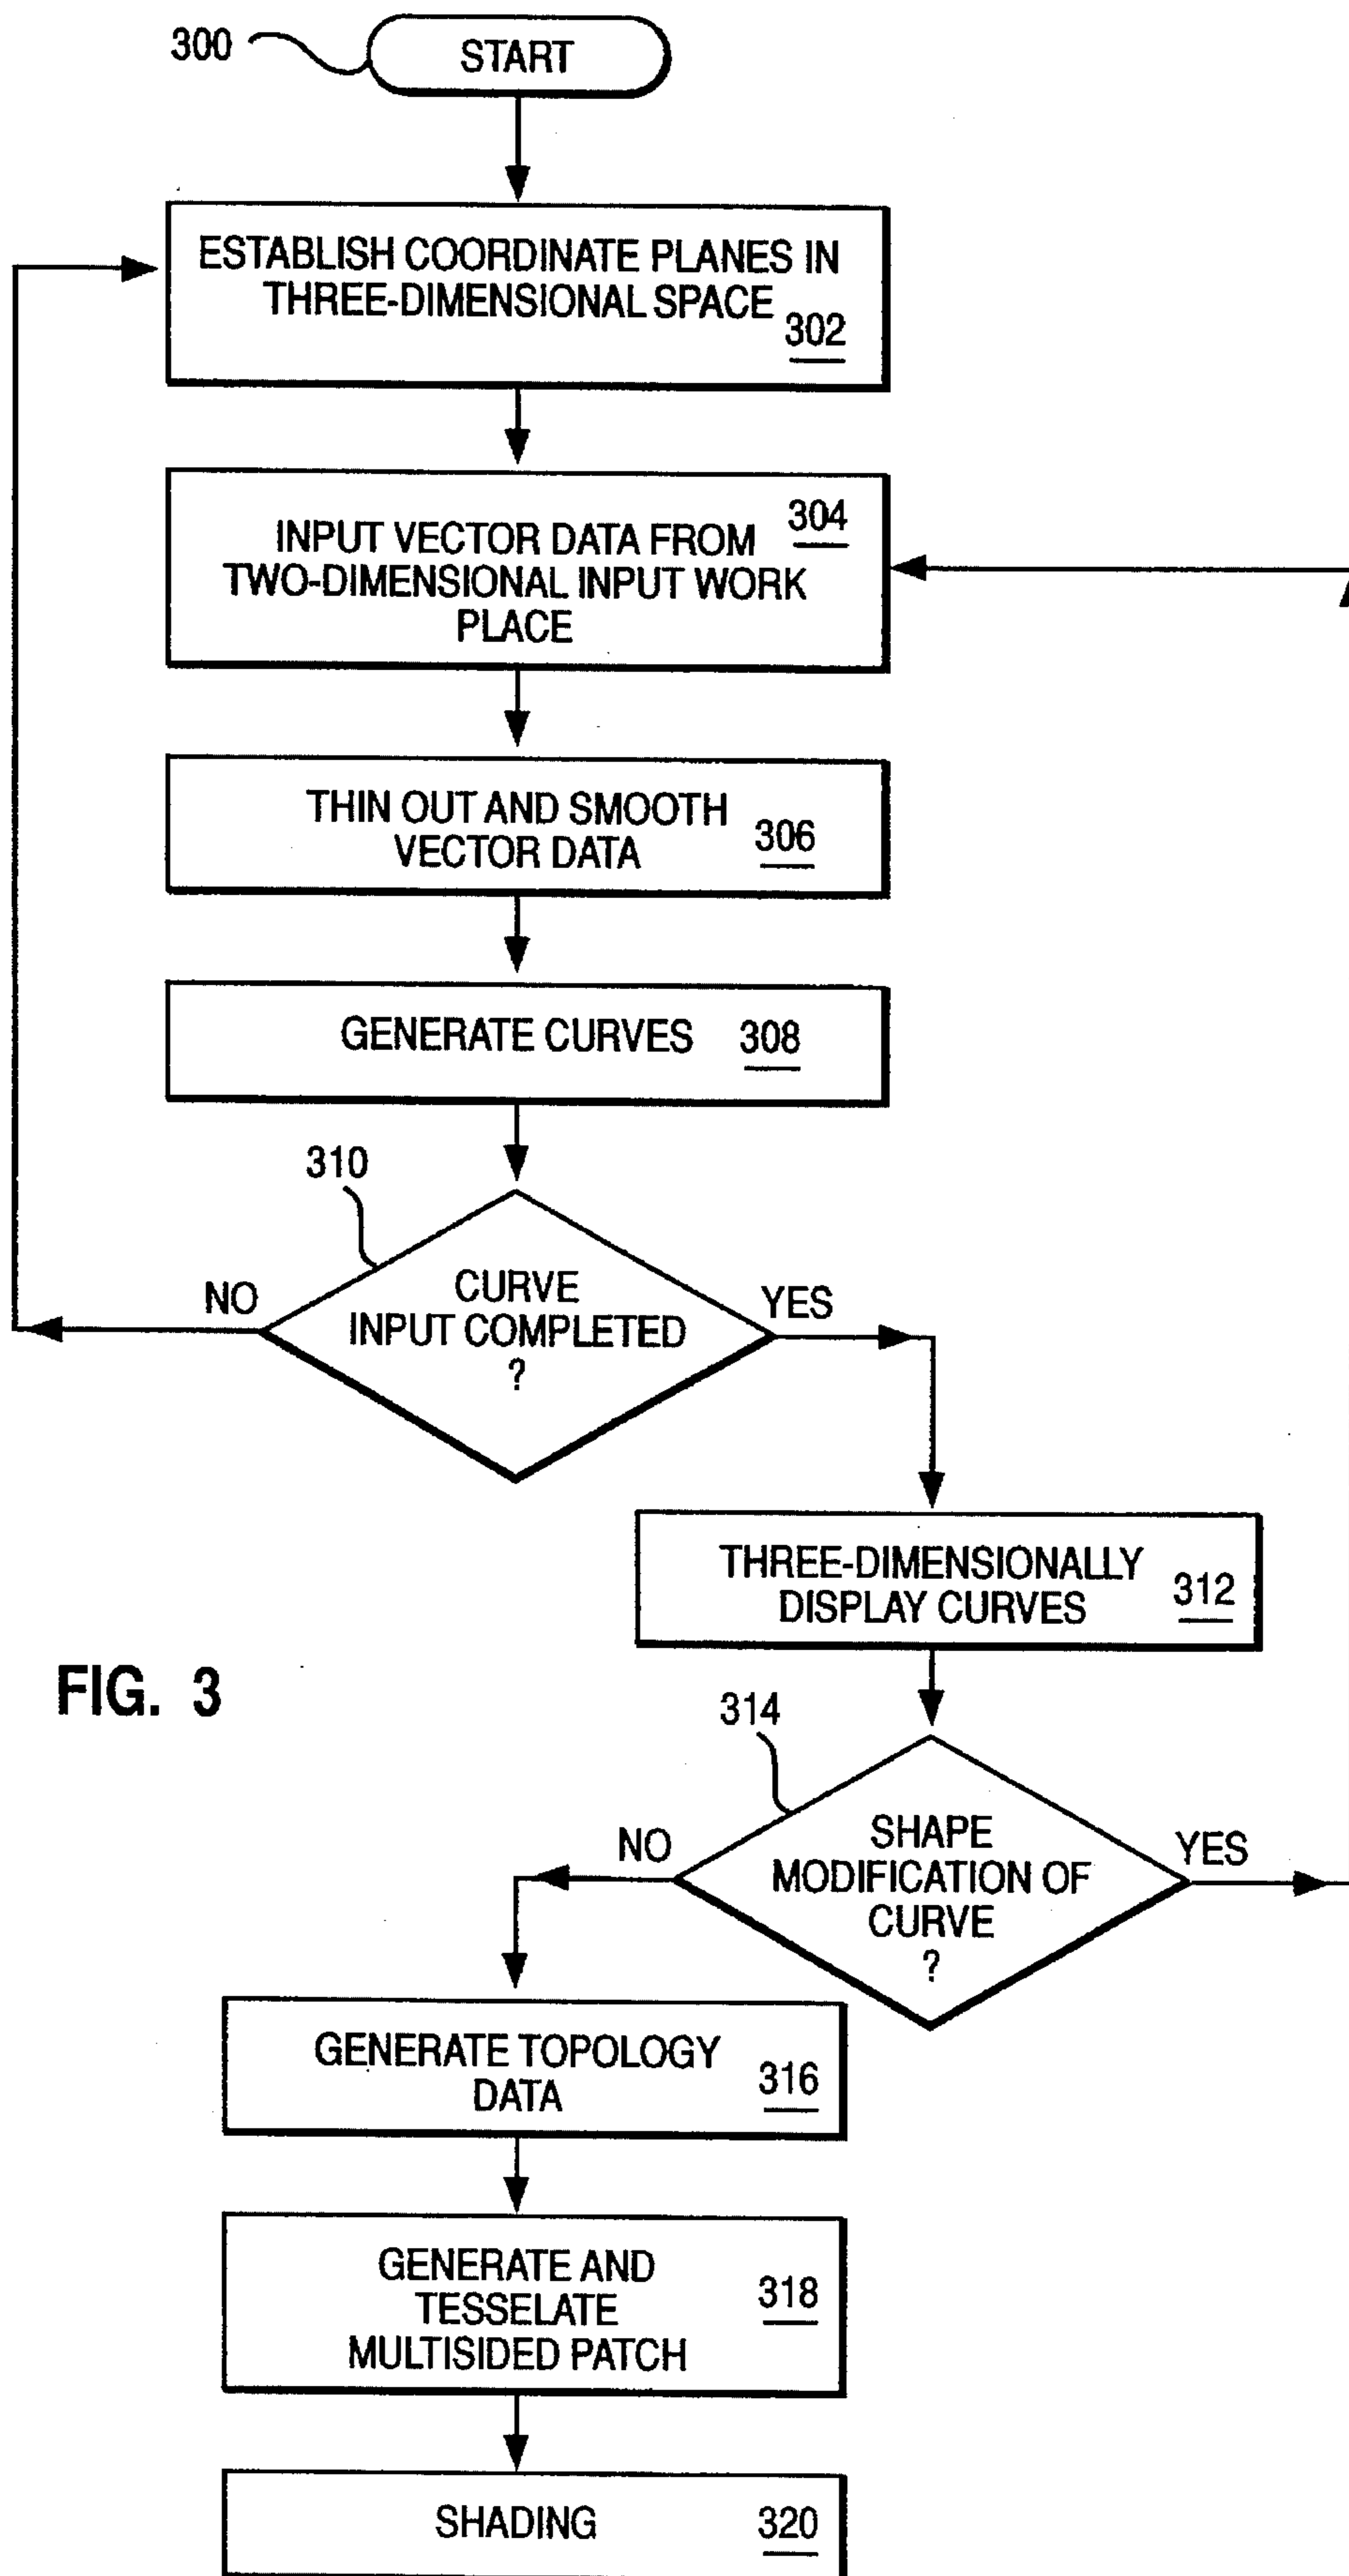 300
START
ESTABLISH COORDINATE PLANES IN
THREE-DIMENSIONAL SPACE
302
304
INPUT VECTOR DATA FROM
TWO-DIMENSIONAL INPUT WORK
PLACE
THIN OUT AND SMOOTH
VECTOR DATA
306
GENERATE CURVES 308
310
NO
CURVE
INPUT COMPLETED
?
YES
THREE-DIMENSIONALLY
DISPLAY CURVES
312
FIG. 3
314
NO
SHAPE
MODIFICATION OF
CURVE
?
YES
GENERATE TOPOLOGY
DATA
316
GENERATE AND
TESSELATE
MULTISIDED PATCH
318
SHADING 320